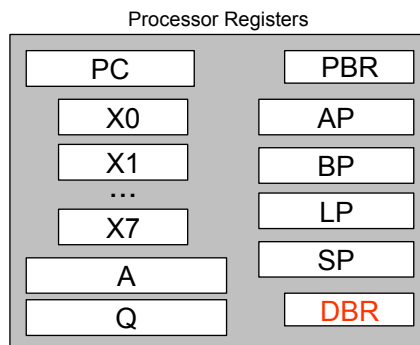 Processor Registers
PC
X0
X1
...
X7
A
Q
PBR
AP
BP
LP
SP
DBR